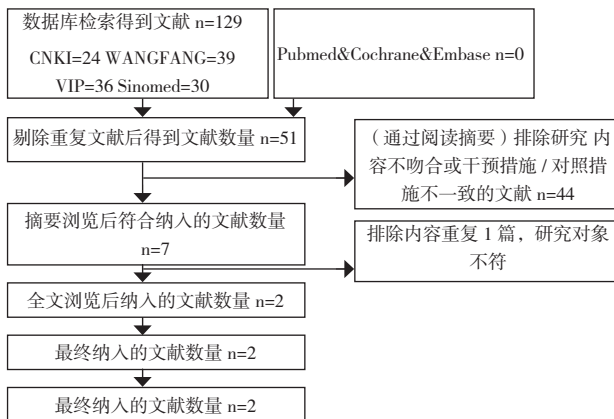 数据库检索得到文献 n=129
CNKI=24 WANGFANG=39
VIP=36 Sinomed=30
Pubmed&Cochrane&Embase n=0
剔除重复文献后得到文献数量 n=51
（通过阅读摘要）排除研究 内
容不吻合或干预措施 / 对照措
施不一致的文献 n=44
摘要浏览后符合纳入的文献数量
n=7
排除内容重复 1 篇，研究对象
不符
全文浏览后纳入的文献数量 n=2
最终纳入的文献数量 n=2
最终纳入的文献数量 n=2